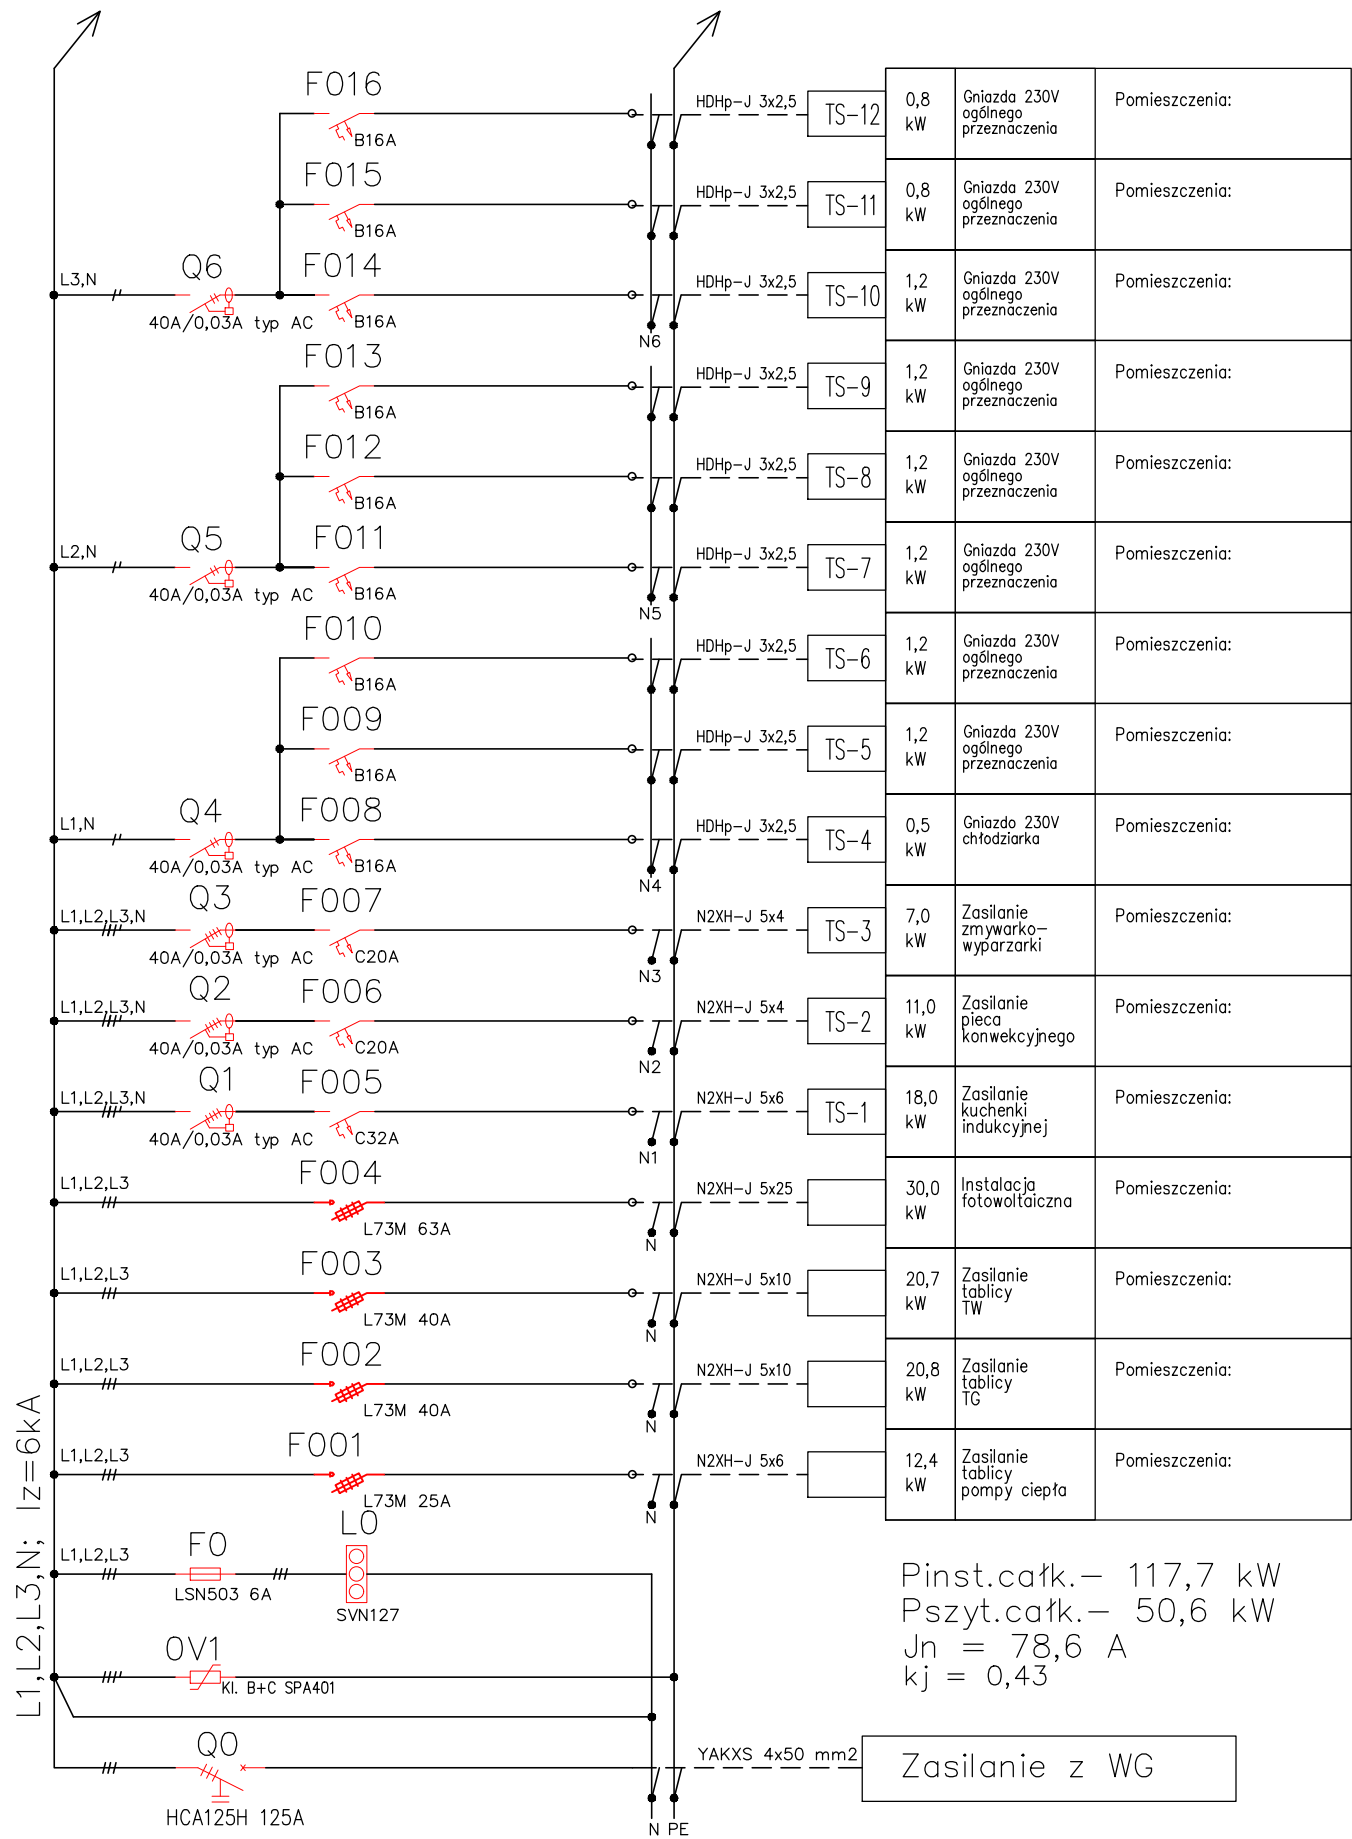 F016
B16A
HDHp-J 3x2,5
TS-12
0,8
kW
Gniazda 230V
ogólnego
przeznaczenia
Pomieszczenia:
F015
B16A
HDHp-J 3x2,5
TS-11
0,8
kW
Gniazda 230V
ogólnego
przeznaczenia
Pomieszczenia:
L3,N
Q6
40A/0,03A typ AC
F014
B16A
N6
HDHp-J 3x2,5
TS-10
1,2
kW
Gniazda 230V
ogólnego
przeznaczenia
Pomieszczenia:
F013
B16A
HDHp-J 3x2,5
TS-9
1,2
kW
Gniazda 230V
ogólnego
przeznaczenia
Pomieszczenia:
F012
B16A
HDHp-J 3x2,5
TS-8
1,2
kW
Gniazda 230V
ogólnego
przeznaczenia
Pomieszczenia:
L2,N
Q5
40A/0,03A typ AC
F011
B16A
N5
HDHp-J 3x2,5
TS-7
1,2
kW
Gniazda 230V
ogólnego
przeznaczenia
Pomieszczenia:
F010
B16A
HDHp-J 3x2,5
TS-6
1,2
kW
Gniazda 230V
ogólnego
przeznaczenia
Pomieszczenia:
F009
B16A
HDHp-J 3x2,5
TS-5
1,2
kW
Gniazda 230V
ogólnego
przeznaczenia
Pomieszczenia:
L1,N
Q4
40A/0,03A typ AC
F008
B16A
N4
HDHp-J 3x2,5
TS-4
0,5
kW
Gniazdo 230V
chłodziarka
Pomieszczenia:
L1,L2,L3,N
Q3
40A/0,03A typ AC
F007
C20A
N3
N2XH-J 5x4
TS-3
7,0
kW
Zasilanie
zmywarko-
wyparzarki
Pomieszczenia:
L1,L2,L3,N
Q2
40A/0,03A typ AC
F006
C20A
N2
N2XH-J 5x4
TS-2
11,0
kW
Zasilanie
pieca
konwekcyjnego
Pomieszczenia:
L1,L2,L3,N
Q1
40A/0,03A typ AC
F005
C32A
N1
N2XH-J 5x6
TS-1
18,0
kW
Zasilanie
kuchenki
indukcyjnej
Pomieszczenia:
L1,L2,L3
F004
L73M 63A
N
N2XH-J 5x25
30,0
kW
Instalacja
fotowoltaiczna
Pomieszczenia:
L1,L2,L3
F003
L73M 40A
N
N2XH-J 5x10
20,7
kW
Zasilanie
tablicy
TW
Pomieszczenia:
L1,L2,L3
F002
L73M 40A
N
N2XH-J 5x10
20,8
kW
Zasilanie
tablicy
TG
Pomieszczenia:
L1,L2,L3
F001
L73M 25A
N
N2XH-J 5x6
12,4
kW
Zasilanie
tablicy
pompy ciepła
Pomieszczenia:
L1,L2,L3,N; Iz=6kA
L1,L2,L3
F0
LSN503 6A
L0
SVN127
0V1
Kl. B+C SPA401
Q0
HCA125H 125A
N PE
YAKXS 4x50 mm2
Zasilanie z WG
Pinst.całk.- 117,7 kW
Pszyt.całk.- 50,6 kW
Jn = 78,6 A
kj = 0,43